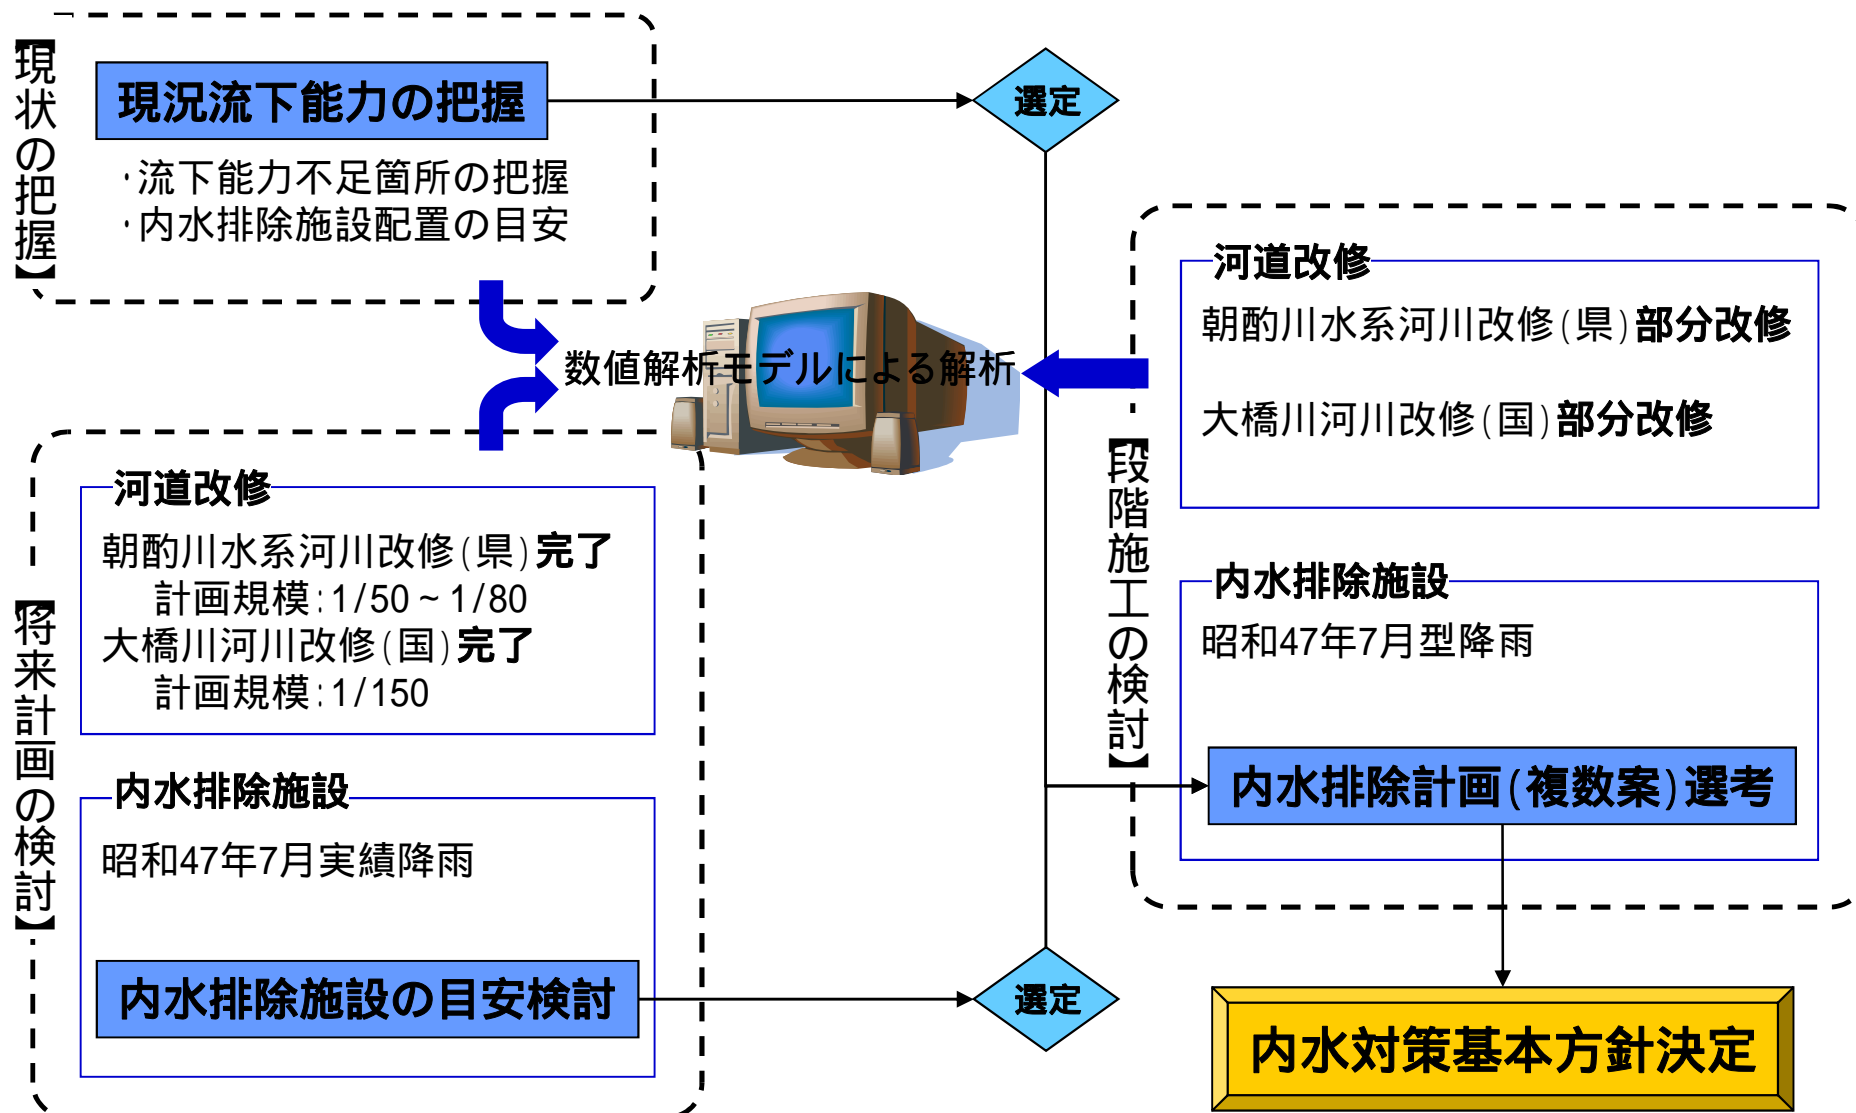 【現状の把握】
現況流下能力の把握
・流下能力不足箇所の把握
・内水排除施設配置の目安
選定
数値解析モデルによる解析
【将来計画の検討】
河道改修
朝酌川水系河川改修(県)完了
計画規模:1/50~1/80
大橋川河川改修(国)完了
計画規模:1/150
内水排除施設
昭和47年7月実績降雨
内水排除施設の目安検討
選定
【段階施工の検討】
河道改修
朝酌川水系河川改修(県)部分改修
大橋川河川改修(国)部分改修
内水排除施設
昭和47年7月型降雨
内水排除計画(複数案)選考
内水対策基本方針決定